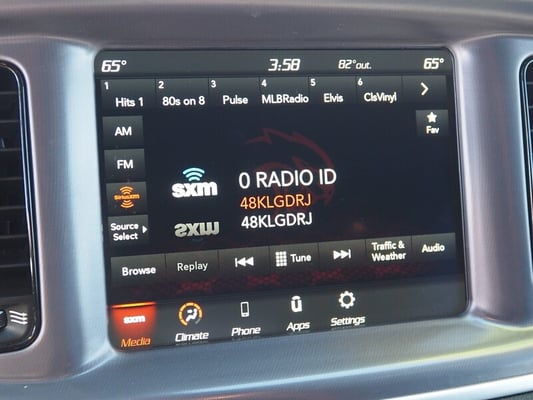 65° 3:58 82°out. 65°
1 2 3 4 5 6
Hits 1 80s on 8 Pulse MLBRadio Elvis ClsVinyl
AM
Fav
FM
sxm 0 RADIO ID
SiriusXM 48KLGDRJ
48KLGDRJ
Source
Select
Browse Replay Tune Traffic & Weather Audio
sxm
Media Climate Phone Apps Settings